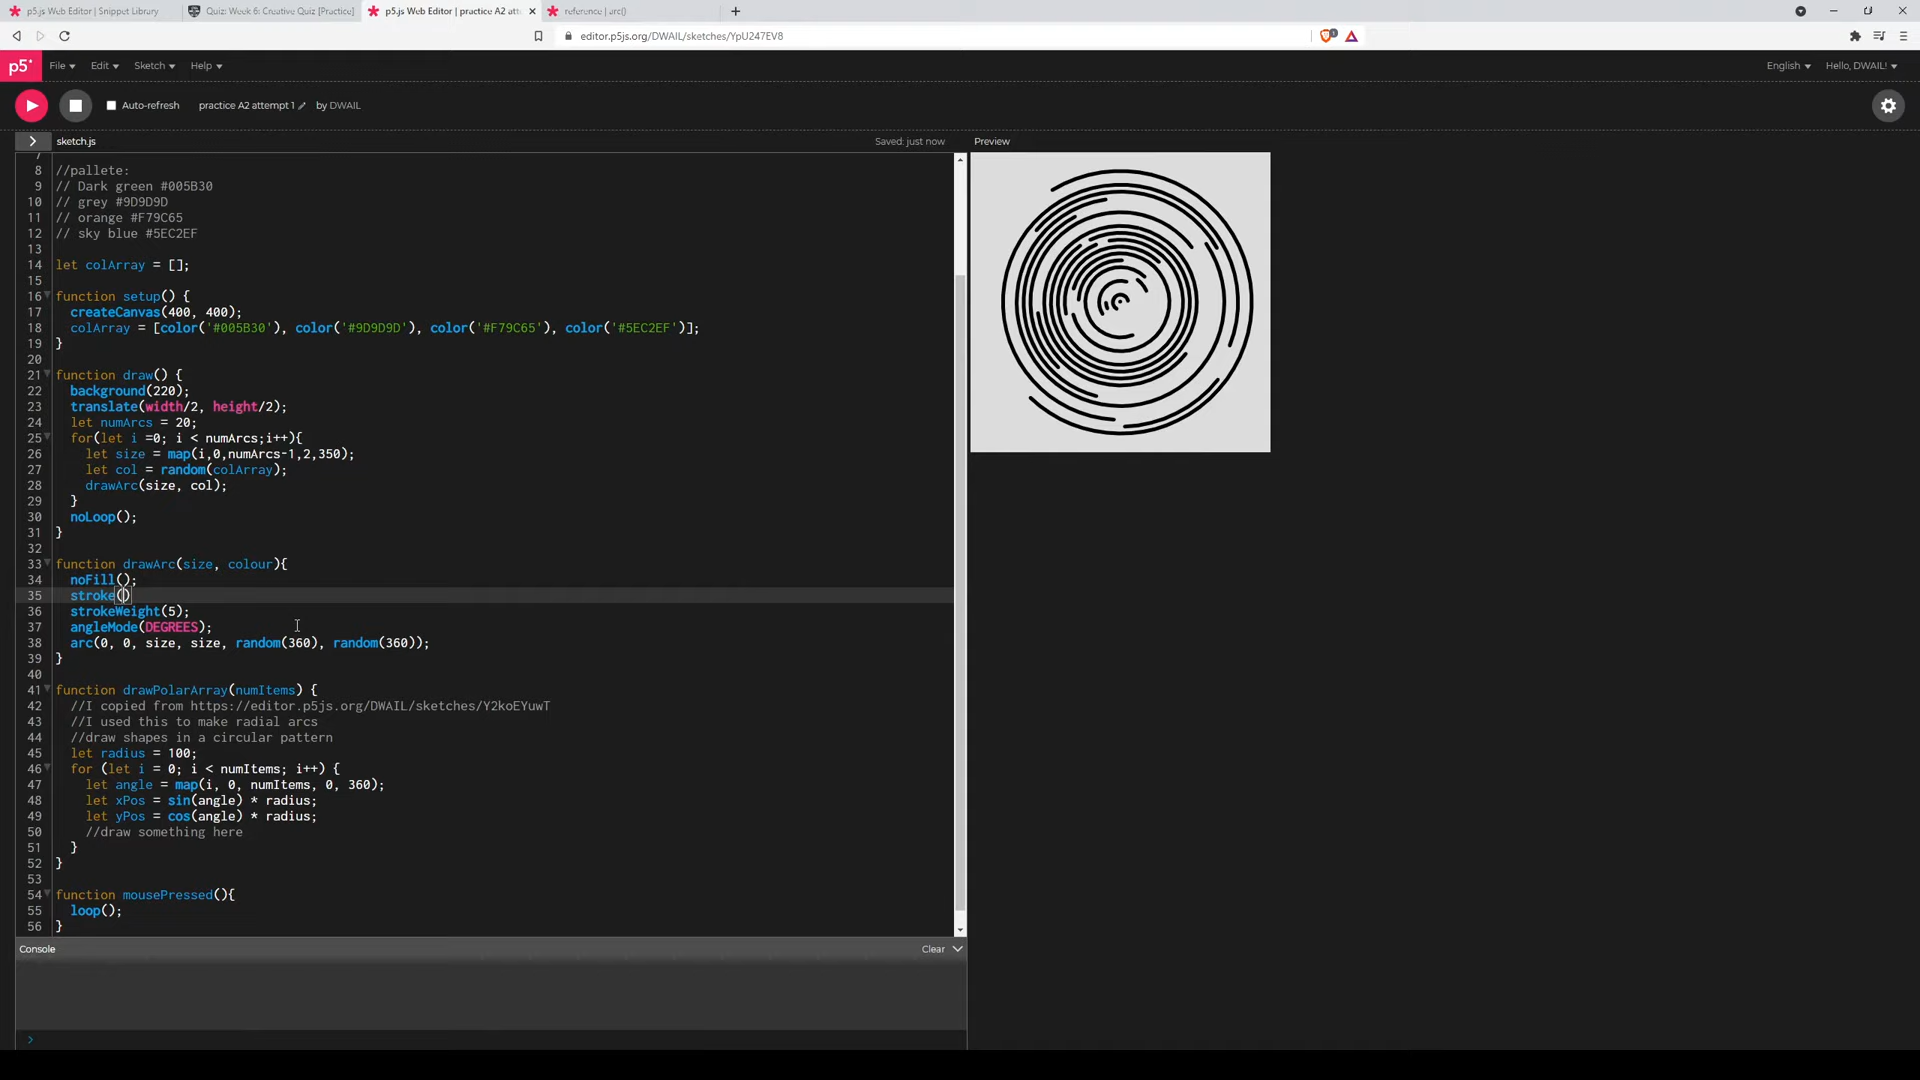 p5.js Web Editor | Snippet Library
Quiz: Week 6: Creative Quiz [Practice]
p5.js Web Editor | practice A2 att
reference | arc()
editor.p5js.org/DWAIL/sketches/YpU247EV8
p5* File Edit Sketch Help English Hello, DWAIL!
Auto-refresh practice A2 attempt 1 by DWAIL
sketch.js Saved: just now Preview
7
8 //pallete:
9 // Dark green #005B30
10 // grey #9D9D9D
11 // orange #F79C65
12 // sky blue #5EC2EF
13
14 let colArray = [];
15
16 function setup() {
17 createCanvas(400, 400);
18 colArray = [color('#005B30'), color('#9D9D9D'), color('#F79C65'), color('#5EC2EF')];
19 }
20
21 function draw() {
22 background(220);
23 translate(width/2, height/2);
24 let numArcs = 20;
25 for(let i =0; i < numArcs;i++){
26 let size = map(i,0,numArcs-1,2,350);
27 let col = random(colArray);
28 drawArc(size, col);
29 }
30 noLoop();
31 }
32
33 function drawArc(size, colour){
34 noFill();
35 stroke()
36 strokeWeight(5);
37 angleMode(DEGREES);
38 arc(0, 0, size, size, random(360), random(360));
39 }
40
41 function drawPolarArray(numItems) {
42 //I copied from https://editor.p5js.org/DWAIL/sketches/Y2koEYuwT
43 //I used this to make radial arcs
44 //draw shapes in a circular pattern
45 let radius = 100;
46 for (let i = 0; i < numItems; i++) {
47 let angle = map(i, 0, numItems, 0, 360);
48 let xPos = sin(angle) * radius;
49 let yPos = cos(angle) * radius;
50 //draw something here
51 }
52 }
53
54 function mousePressed(){
55 loop();
56 }
Console Clear
>